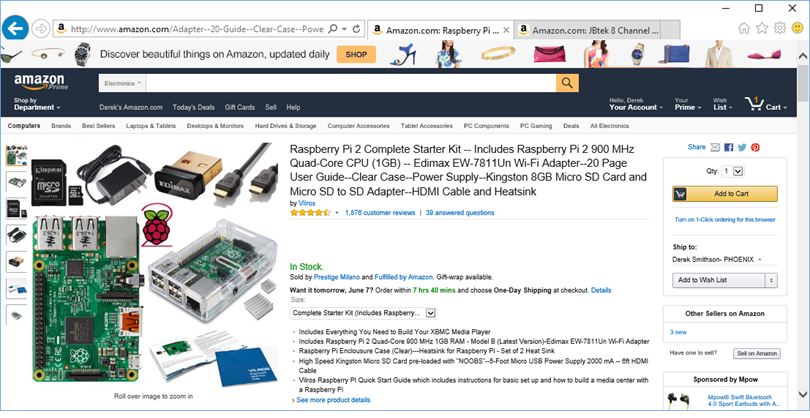 http://www.amazon.com/Adapter--20-Guide--Clear-Case--Powe
Amazon.com: Raspberry Pi ...
Amazon.com: JBtek 8 Channel ...
Discover beautiful things on Amazon, updated daily
SHOP
amazon
Prime
Electronics
Shop by
Department
Derek's Amazon.com Today's Deals Gift Cards Sell Help
Hello, Derek
Your Account
Your
Prime
Wish
List
1
Cart
Computers Brands Best Sellers Laptops & Tablets Desktops & Monitors Hard Drives & Storage Computer Accessories Tablet Accessories PC Components PC Gaming Deals All Electronics
Kingston
micro SD
EDIMAX
VILROS
Roll over image to zoom in
Raspberry Pi 2 Complete Starter Kit -- Includes Raspberry Pi 2 900 MHz
Quad-Core CPU (1GB) -- Edimax EW-7811Un Wi-Fi Adapter--20 Page
User Guide--Clear Case--Power Supply--Kingston 8GB Micro SD Card and
Micro SD to SD Adapter--HDMI Cable and Heatsink
by Vilros
1,876 customer reviews | 39 answered questions
In Stock.
Sold by Prestige Milano and Fulfilled by Amazon. Gift-wrap available.
Want it tomorrow, June 7? Order within 7 hrs 40 mins and choose One-Day Shipping at checkout. Details
Size:
Complete Starter Kit (Includes Raspberry...
Includes Everything You Need to Build Your XBMC Media Player
Includes Raspberry Pi 2 Quad-Core 900 MHz 1GB RAM - Model B (Latest Version)-Edimax EW-7811Un Wi-Fi Adapter
Raspberry Pi Enclousure Case (Clear)---Heatsink for Raspberry Pi - Set of 2 Heat Sink
High Speed Kingston Micro SD Card pre-loaded with "NOOBS"--5-Foot Micro USB Power Supply 2000 mA -- 6ft HDMI
Cable
Vilros Raspberry Pi Quick Start Guide which includes instructions for basic set up and how to build a media center with
a Raspberry Pi
› See more product details
Share
Qty: 1
Add to Cart
Turn on 1-Click ordering for this browser
Ship to:
Derek Smithson- PHOENIX
Add to Wish List
Other Sellers on Amazon
3 new
Have one to sell? Sell on Amazon
Sponsored by Mpow
Mpow® Swift Bluetooth
4.0 Sport Earbuds with A...